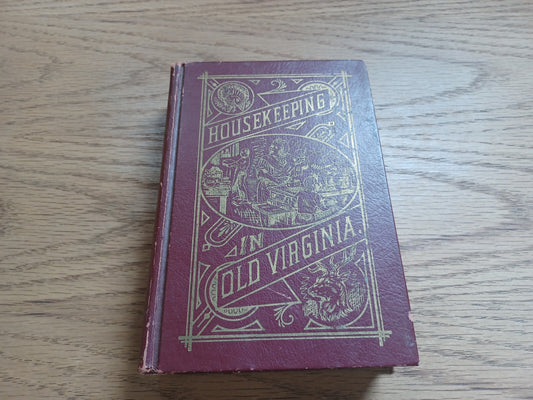 HOUSEKEEPING
IN
OLD VIRGINIA.